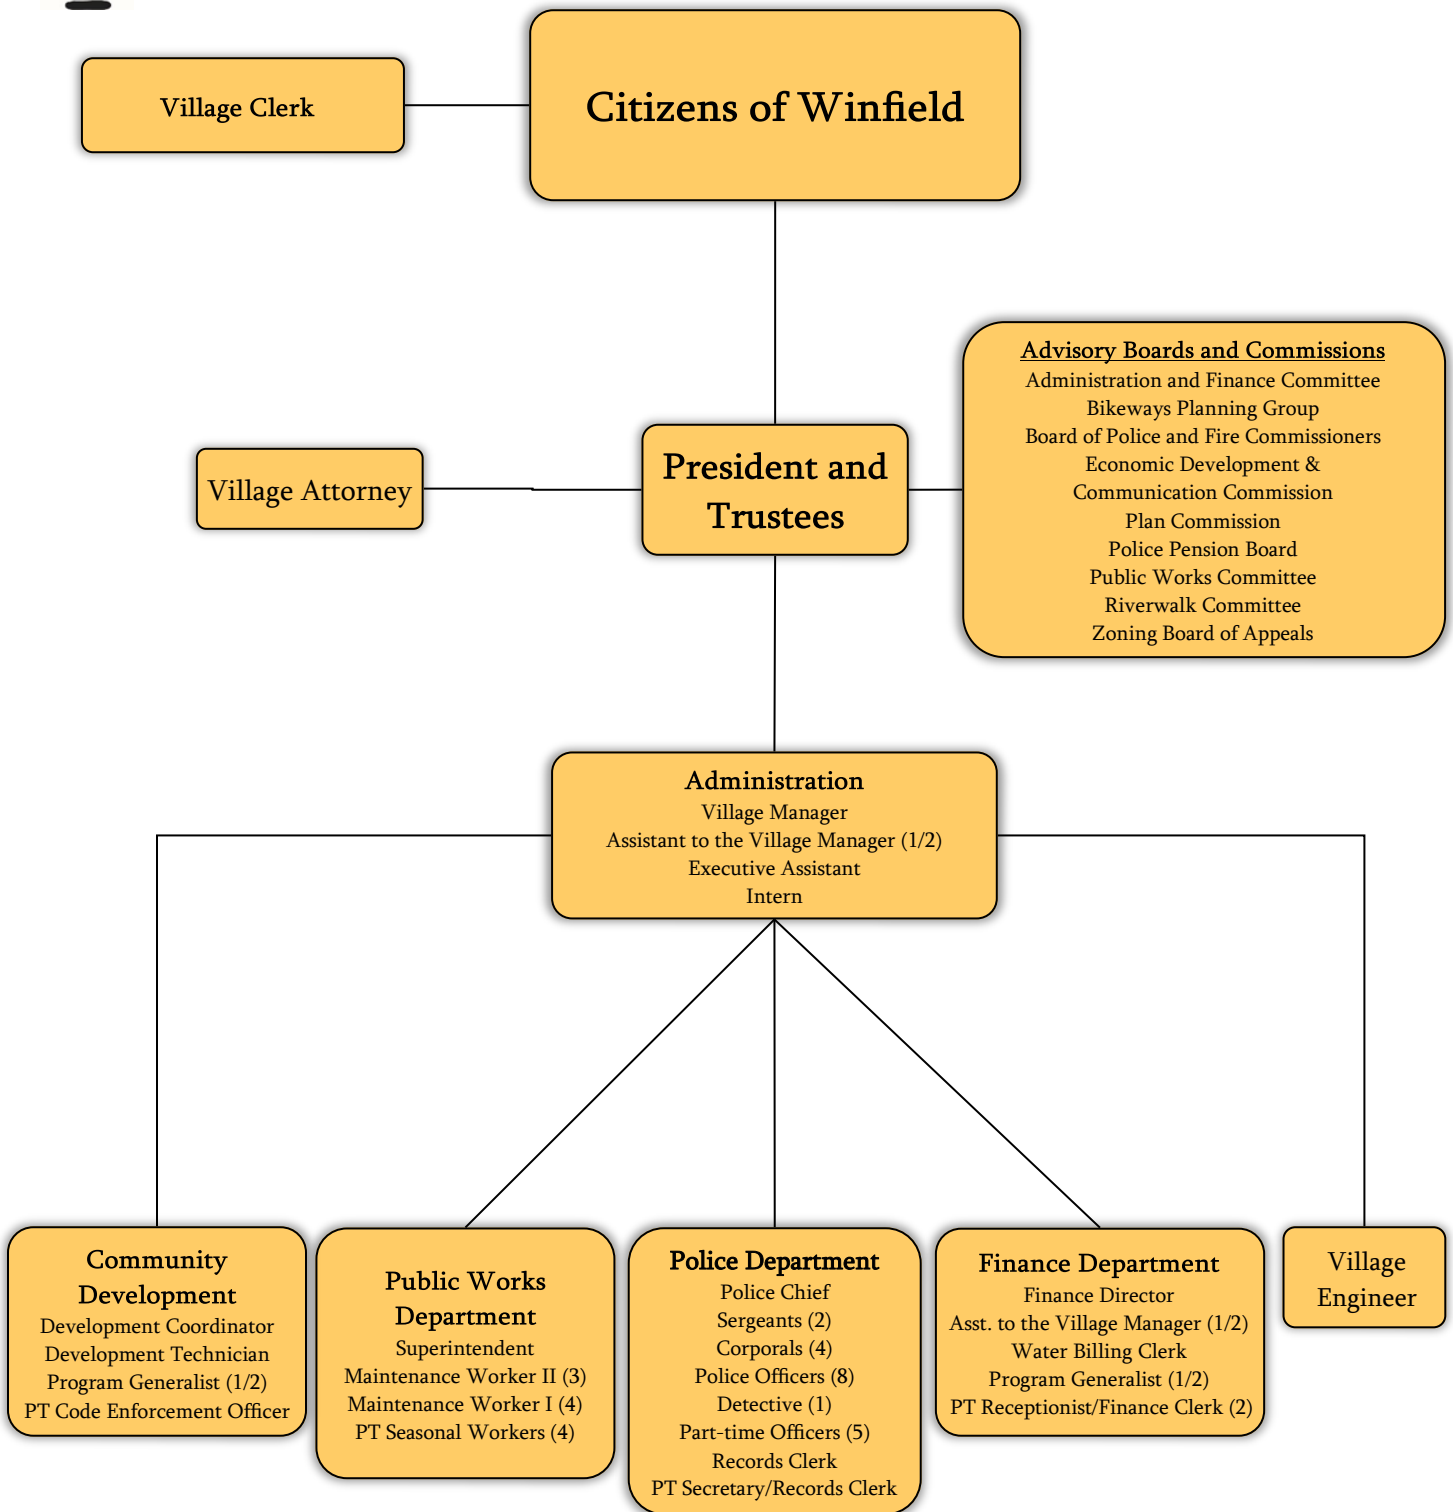 Village Clerk
Citizens of Winfield
Advisory Boards and Commissions
Administration and Finance Committee
Bikeways Planning Group
Board of Police and Fire Commissioners
Economic Development &
Communication Commission
Plan Commission
Police Pension Board
Public Works Committee
Riverwalk Committee
Zoning Board of Appeals
Village Attorney
President and
Trustees
Administration
Village Manager
Assistant to the Village Manager (1/2)
Executive Assistant
Intern
Community
Development
Development Coordinator
Development Technician
Program Generalist (1/2)
PT Code Enforcement Officer
Public Works
Department
Superintendent
Maintenance Worker II (3)
Maintenance Worker I (4)
PT Seasonal Workers (4)
Police Department
Police Chief
Sergeants (2)
Corporals (4)
Police Officers (8)
Detective (1)
Part-time Officers (5)
Records Clerk
PT Secretary/Records Clerk
Finance Department
Finance Director
Asst. to the Village Manager (1/2)
Water Billing Clerk
Program Generalist (1/2)
PT Receptionist/Finance Clerk (2)
Village
Engineer